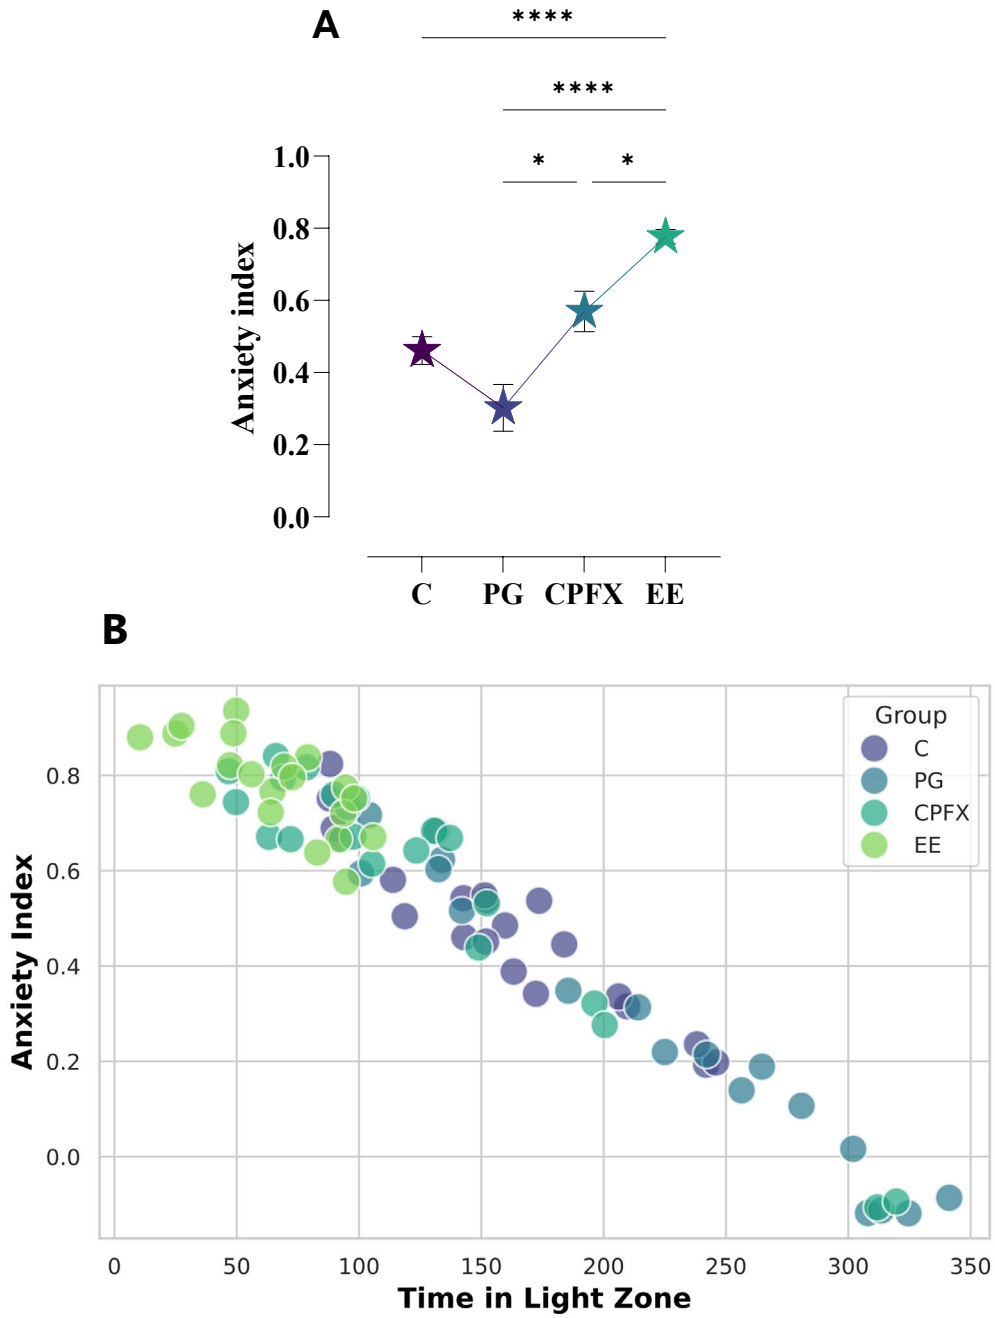 A
****
****
* *
1.0
0.8
0.6
0.4
0.2
0.0
Anxiety index
C PG CPFX EE
B
Group
C
PG
CPFX
EE
0.8
0.6
0.4
0.2
0.0
Anxiety Index
0 50 100 150 200 250 300 350
Time in Light Zone